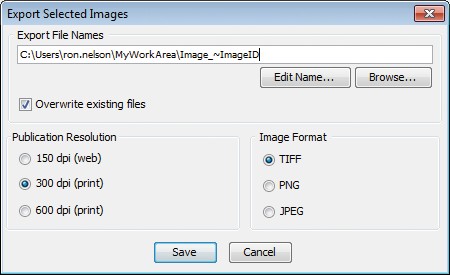 Export Selected Images
Export File Names
C:\Users\ron.nelson\MyWorkArea\Image_~ImageID
Edit Name... Browse...
Overwrite existing files
Publication Resolution
150 dpi (web)
300 dpi (print)
600 dpi (print)
Image Format
TIFF
PNG
JPEG
Save Cancel